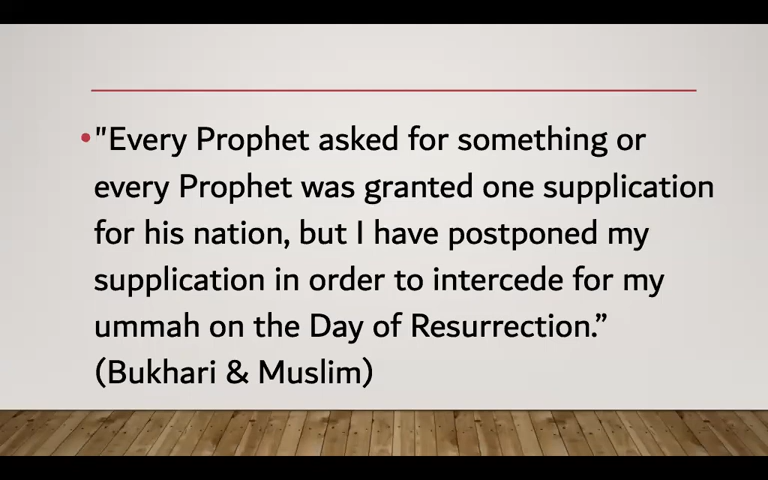 •"Every Prophet asked for something or
every Prophet was granted one supplication
for his nation, but I have postponed my
supplication in order to intercede for my
ummah on the Day of Resurrection.”
(Bukhari & Muslim)